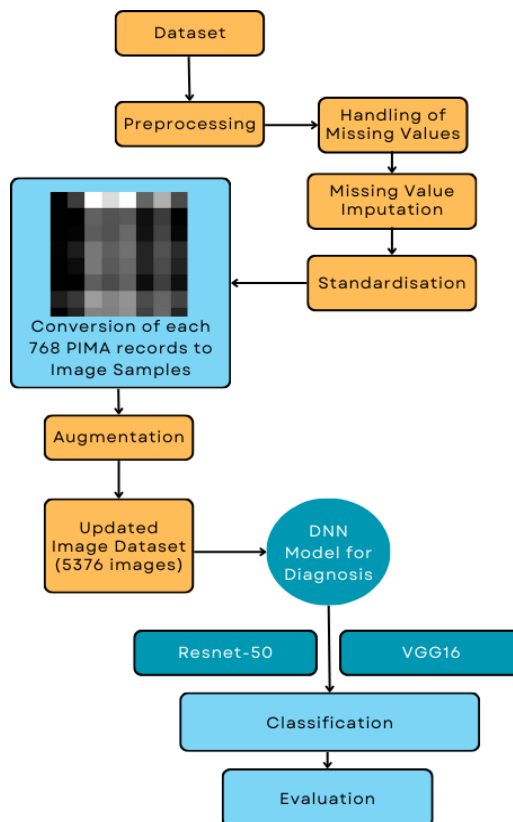 Dataset
Preprocessing
Handling of
Missing Values
Missing Value
Imputation
Standardisation
Conversion of each
768 PIMA records to
Image Samples
Augmentation
Updated
Image Dataset
(5376 images)
DNN
Model for
Diagnosis
Resnet-50
VGG16
Classification
Evaluation